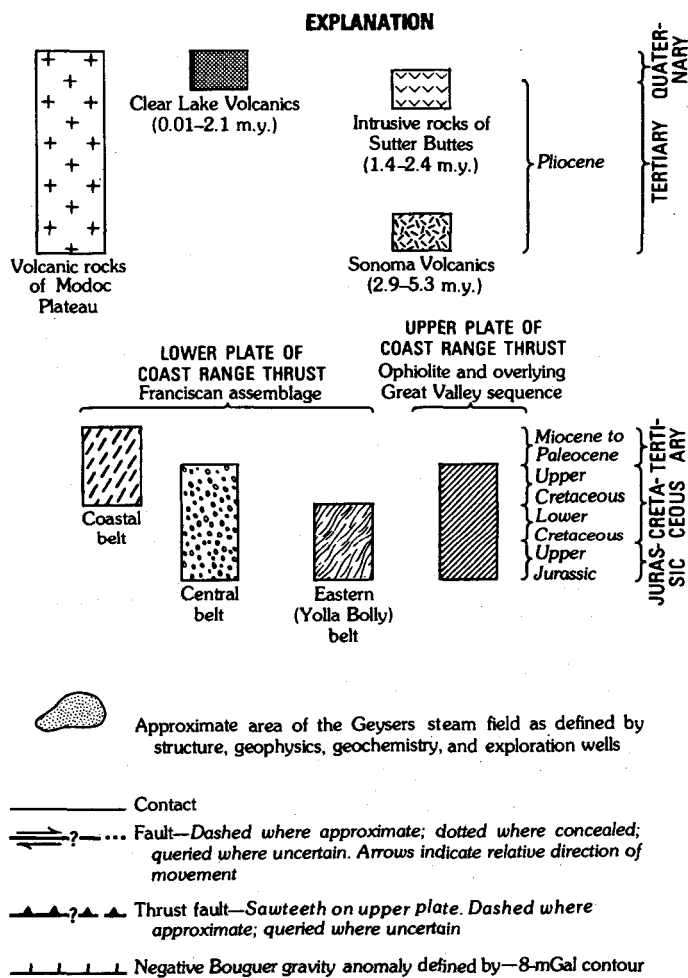 EXPLANATION
Clear Lake Volcanics
(0.01–2.1 m.y.)
Volcanic rocks
of Modoc
Plateau
Intrusive rocks of
Sutter Buttes
(1.4–2.4 m.y.)
Sonoma Volcanics
(2.9–5.3 m.y.)
Pliocene
QUATER-
NARY
TERTIARY
LOWER PLATE OF
COAST RANGE THRUST
Franciscan assemblage
UPPER PLATE OF
COAST RANGE THRUST
Ophiolite and overlying
Great Valley sequence
Coastal
belt
Central
belt
Eastern
(Yolla Bolly)
belt
Miocene to
Paleocene
Upper
Cretaceous
Lower
Cretaceous
Upper
Jurassic
TERTI-
ARY
CRETA-
CEOUS
JURAS-
SIC
Approximate area of the Geysers steam field as defined by
structure, geophysics, geochemistry, and exploration wells
Contact
? Fault—Dashed where approximate; dotted where concealed;
queried where uncertain. Arrows indicate relative direction of
movement
? Thrust fault—Sawteeth on upper plate. Dashed where
approximate; queried where uncertain
Negative Bouguer gravity anomaly defined by—8-mGal contour